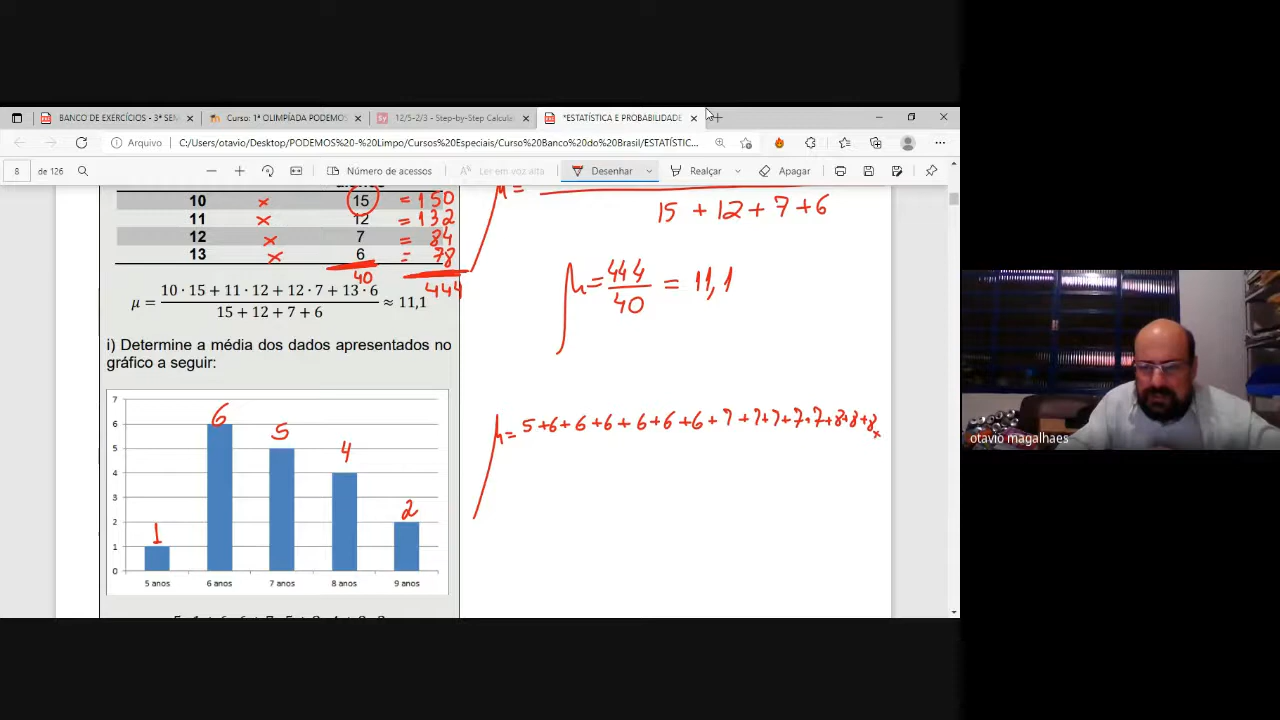 BANCO DE EXERCÍCIOS - 3ª SEM
Curso: 1ª OLIMPÍADA PODEMOS
12/5-2/3 - Step-by-Step Calcula
*ESTATÍSTICA E PROBABILIDADE
Arquivo
C:/Users/otavio/Desktop/PODEMOS%20-%20Limpo/Cursos%20Especiais/Curso%20Banco%20do%20Brasil/ESTATÍSTIC...
8 de 126
Número de acessos
Ler em voz alta
Desenhar
Realçar
Apagar
10 × 15 = 150
11 × 12 = 132
12 × 7 = 84
13 × 6 = 78
40 444
μ = (10 · 15 + 11 · 12 + 12 · 7 + 13 · 6) / (15 + 12 + 7 + 6) ≈ 11,1
i) Determine a média dos dados apresentados no
gráfico a seguir:
7
6
5
4
3
2
1
0
1 6 5 4 2
5 anos 6 anos 7 anos 8 anos 9 anos
μ =
15 + 12 + 7 + 6
μ = 444/40 = 11,1
μ = 5+6+6+6+6+6+6+7+7+7+7+7+8+8+8
otavio magalhaes